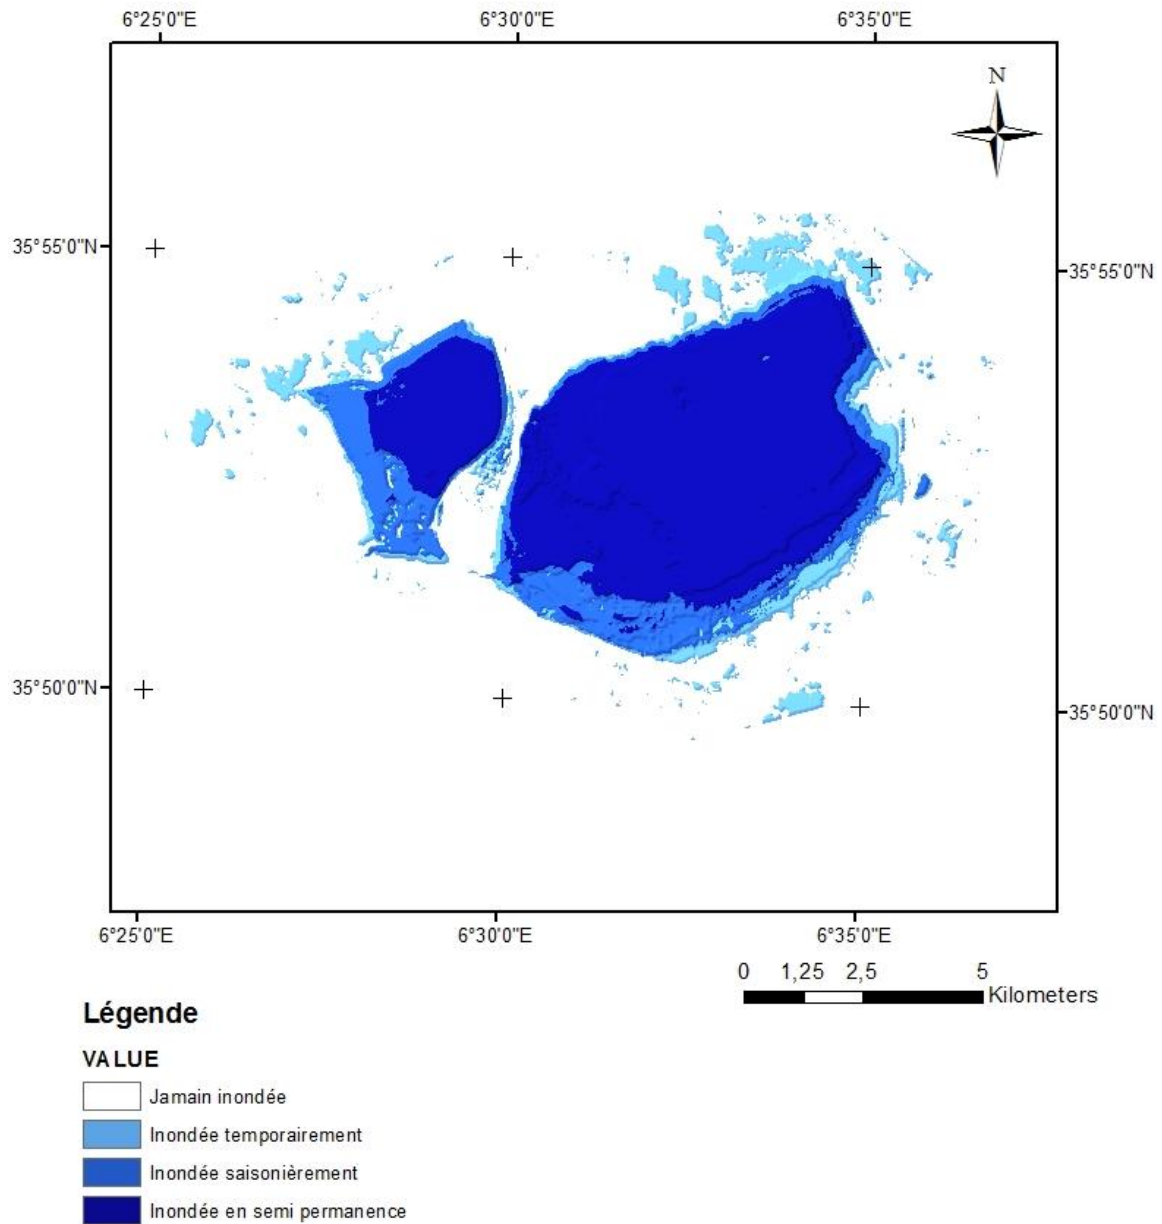 6°25'0"E 6°30'0"E 6°35'0"E
N
35°55'0"N
35°55'0"N
35°50'0"N
35°50'0"N
6°25'0"E 6°30'0"E 6°35'0"E
0 1,25 2,5 5
Kilometers
Légende
VALUE
Jamain inondée
Inondée temporairement
Inondée saisonièrement
Inondée en semi permanence